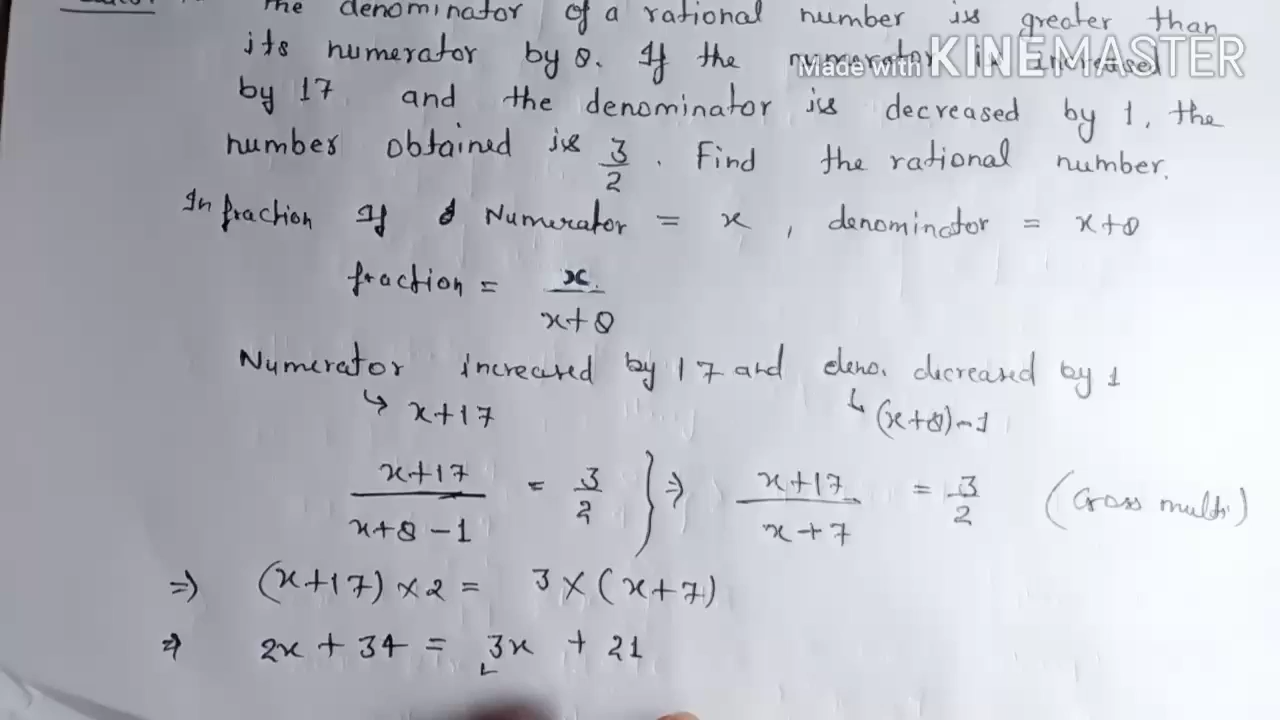 The denominator of a rational number is greater than
its numerator by 8. If the numerator is increased
Made with KINEMASTER
by 17 and the denominator is decreased by 1, the
number obtained is 3/2. Find the rational number.
In fraction If Numerator = x, denominator = x+8
fraction = x/(x+8)
Numerator increased by 17 and deno. decreased by 1
↳ x+17 ↳ (x+8)-1
(x+17)/(x+8-1) = 3/2 } ⇒ (x+17)/(x+7) = 3/2 (Cross multi.)
⇒ (x+17)×2 = 3×(x+7)
⇒ 2x + 34 = 3x + 21